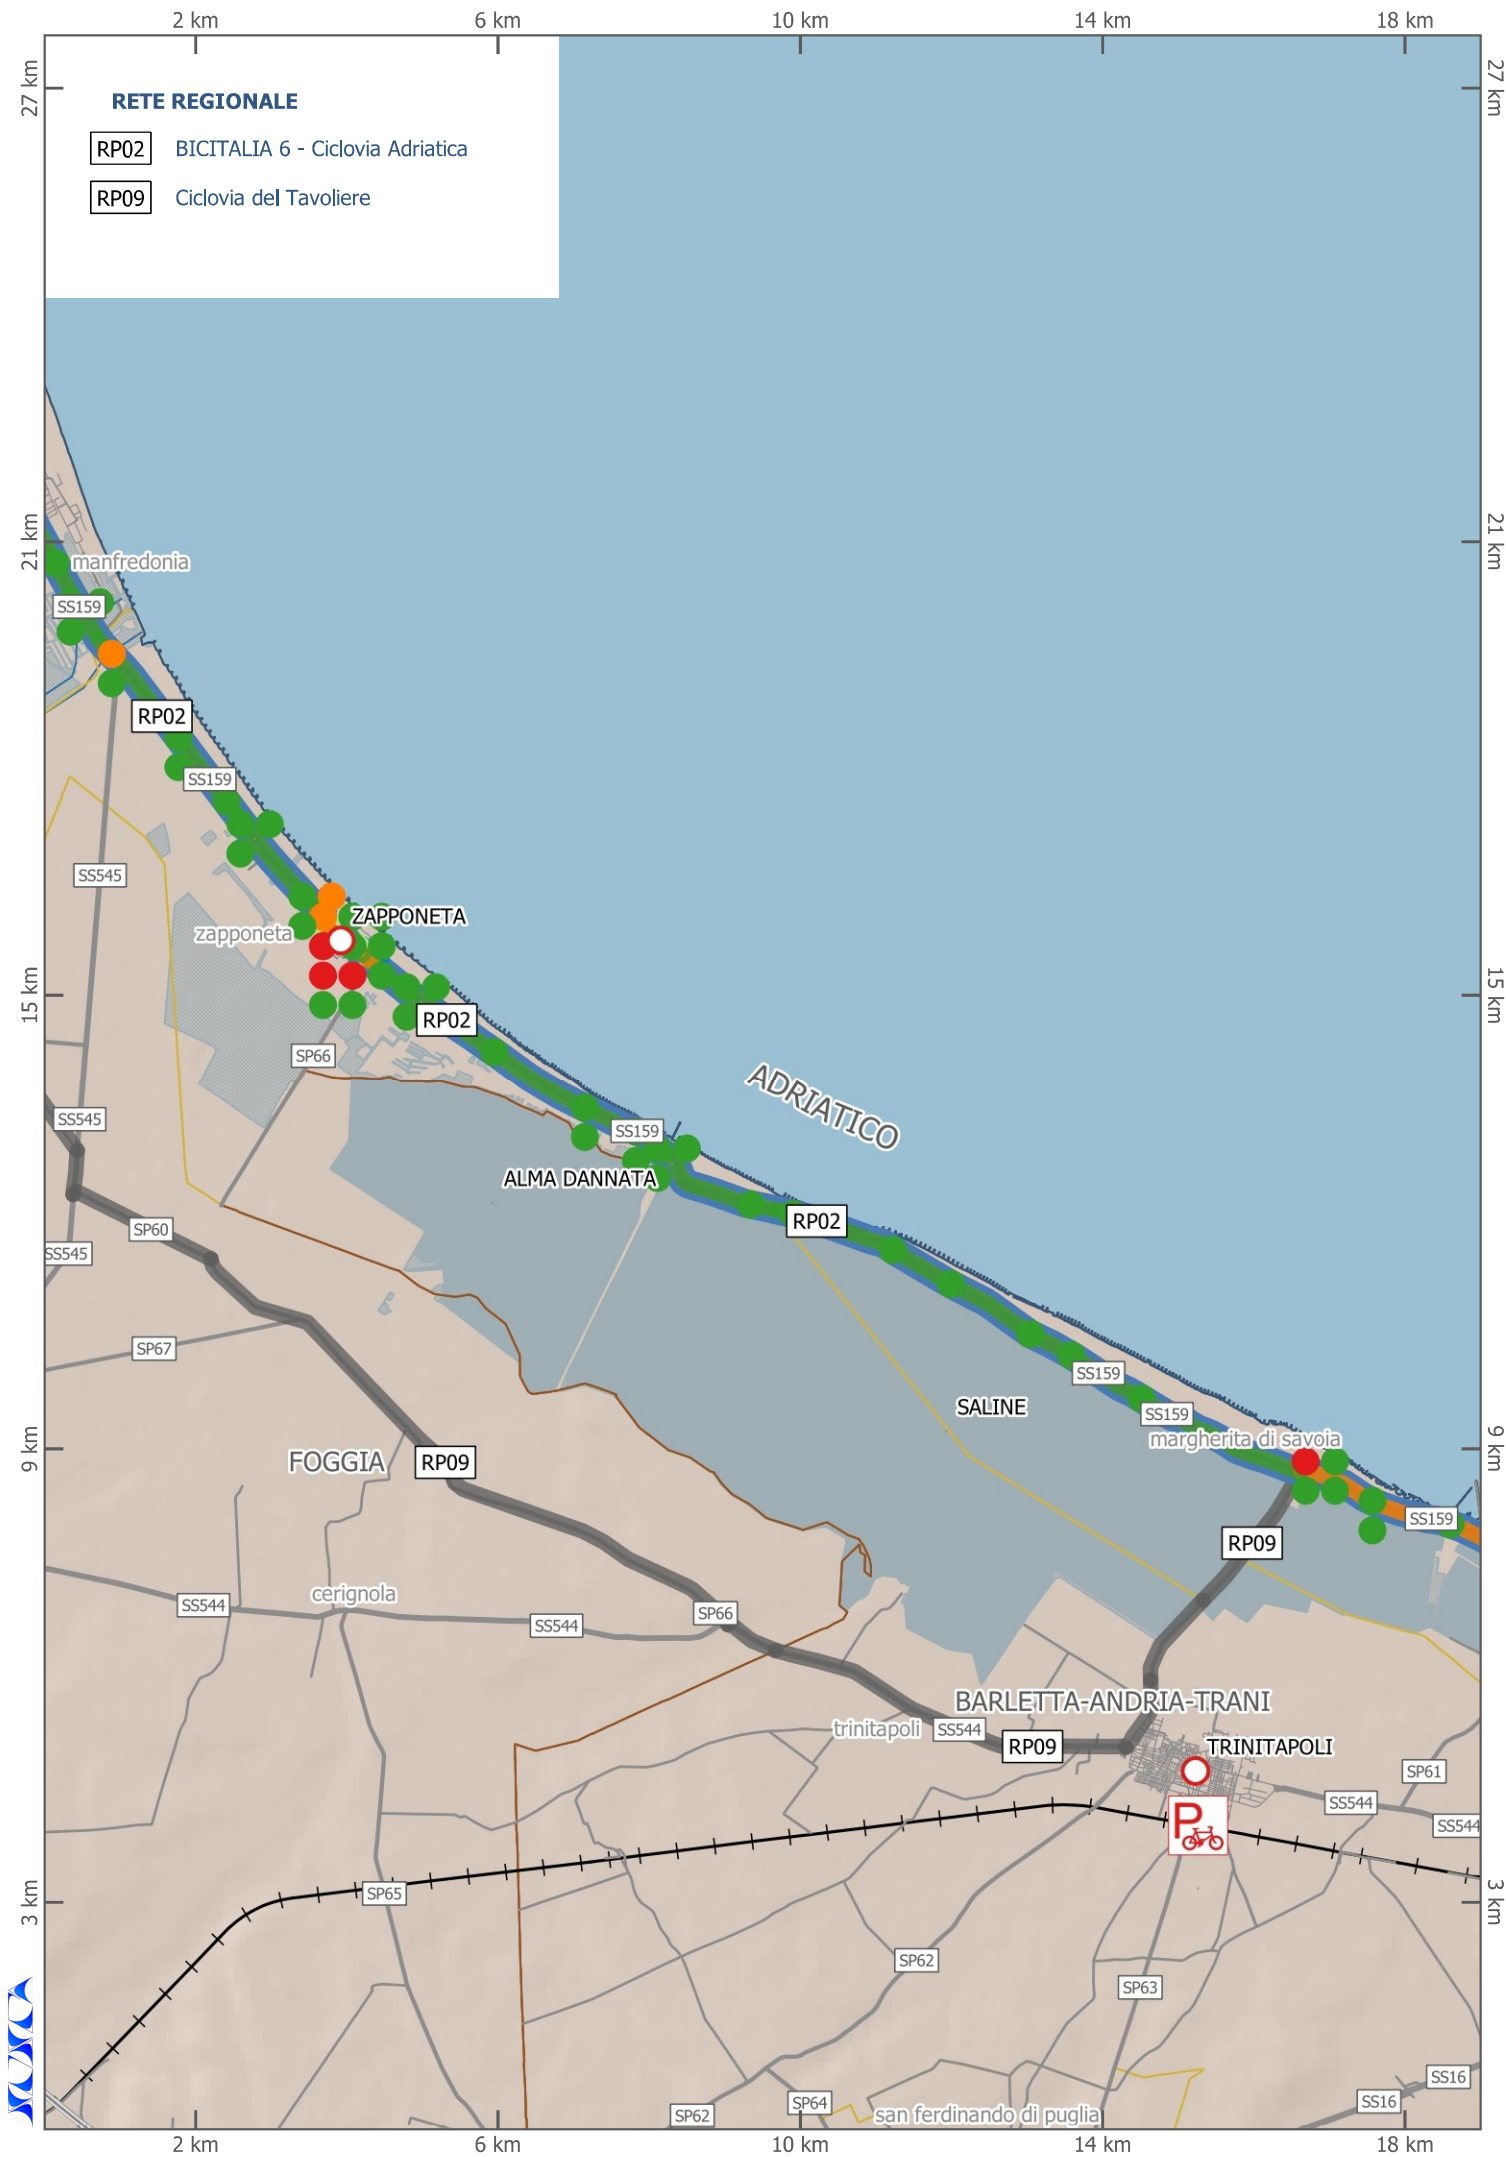 2 km 6 km 10 km 14 km 18 km
27 km 27 km
RETE REGIONALE
RP02 BICITALIA 6 - Ciclovia Adriatica
RP09 Ciclovia del Tavoliere
21 km 21 km
manfredonia
SS159
RP02
SS159
SS545
ZAPPONETA
zapponeta
15 km 15 km
RP02
SP66
ADRIATICO
SS545
SS159
ALMA DANNATA
RP02
SP60
SS545
SP67
SS159
SALINE
SS159
margherita di savoia
9 km 9 km
FOGGIA
RP09
SS159
RP09
cerignola
SS544
SP66
SS544
BARLETTA-ANDRIA-TRANI
trinitapoli
SS544
RP09
TRINITAPOLI
SP61
SS544
P
SS544
SP65
3 km 3 km
SP62
SP63
SS16
SS16
SP64
SP62
san ferdinando di puglia
2 km 6 km 10 km 14 km 18 km